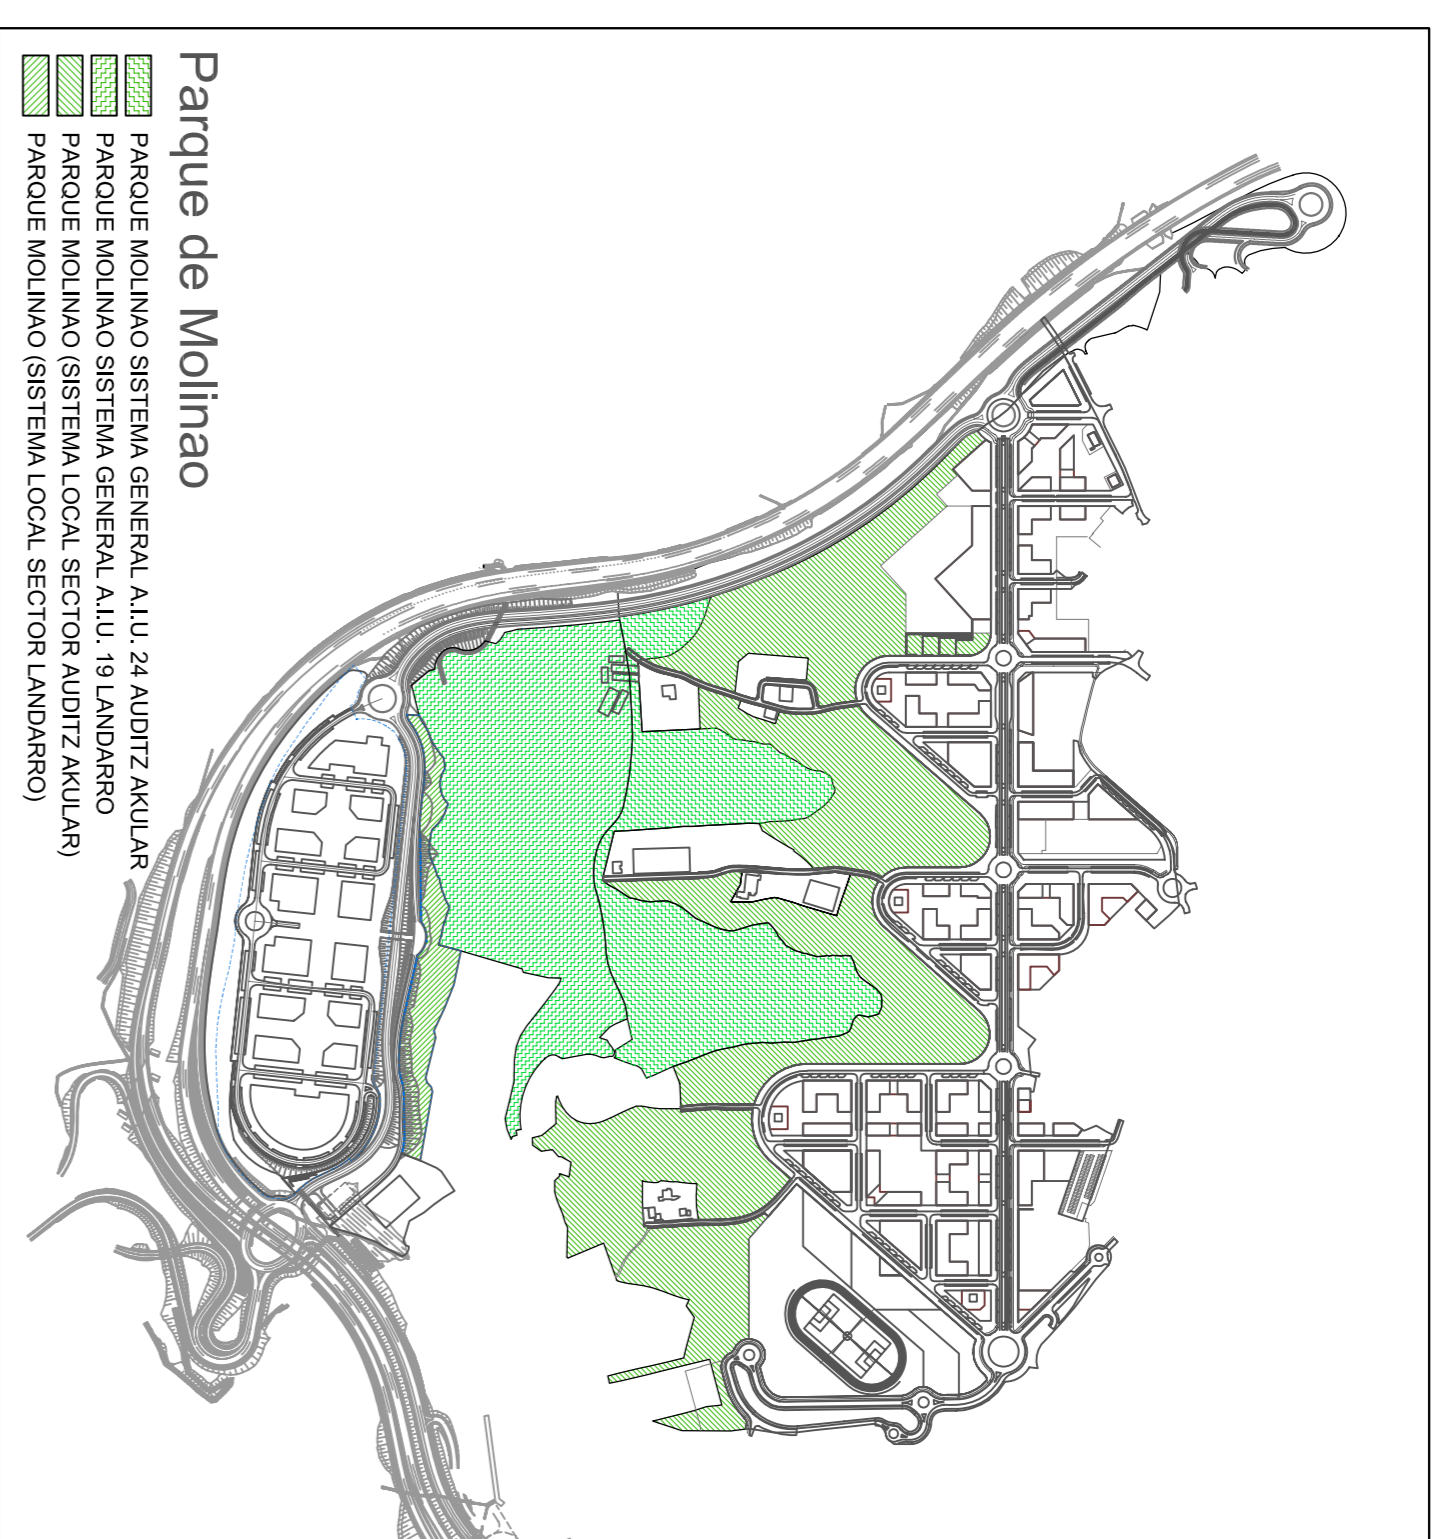 Parque de Molinao
PARQUE MOLINAO SISTEMA GENERAL A.I.U. 24 AUDITZ AKULAR
PARQUE MOLINAO SISTEMA GENERAL A.I.U. 19 LANDARRO
PARQUE MOLINAO (SISTEMA LOCAL SECTOR AUDITZ AKULAR)
PARQUE MOLINAO (SISTEMA LOCAL SECTOR LANDARRO)